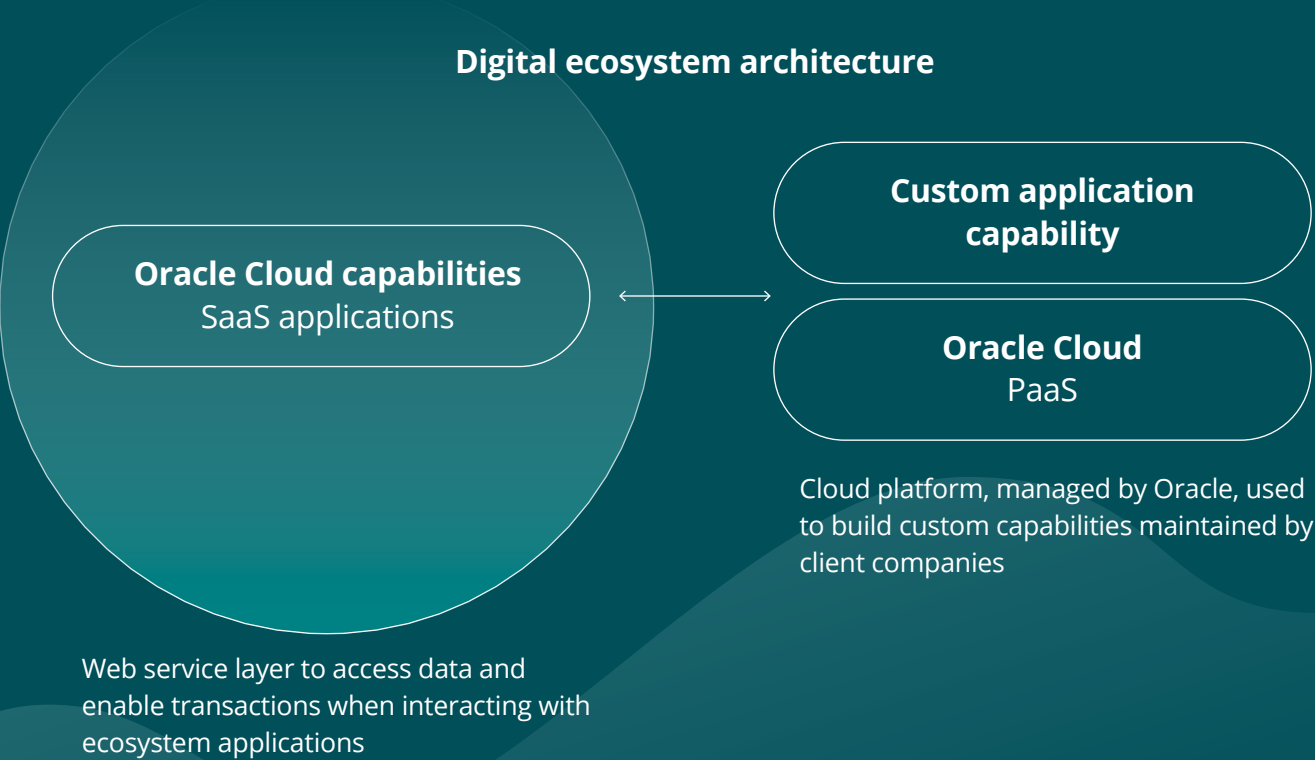 Digital ecosystem architecture
Oracle Cloud capabilities
SaaS applications
Custom application
capability
Oracle Cloud
PaaS
Cloud platform, managed by Oracle, used
to build custom capabilities maintained by
client companies
Web service layer to access data and
enable transactions when interacting with
ecosystem applications